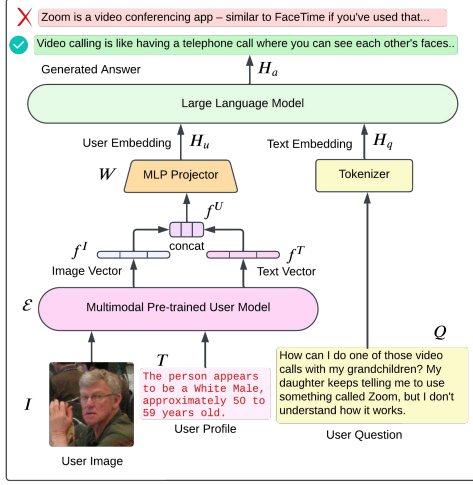 Zoom is a video conferencing app – similar to FaceTime if you've used that...
Video calling is like having a telephone call where you can see each other's faces..
Generated Answer
H_a
Large Language Model
User Embedding
H_u
Text Embedding
H_q
W
MLP Projector
Tokenizer
f^U
concat
f^I
f^T
Image Vector
Text Vector
ℰ
Multimodal Pre-trained User Model
Q
T
I
The person appears
to be a White Male,
approximately 50 to
59 years old.
How can I do one of those video
calls with my grandchildren? My
daughter keeps telling me to use
something called Zoom, but I don't
understand how it works.
User Profile
User Question
User Image